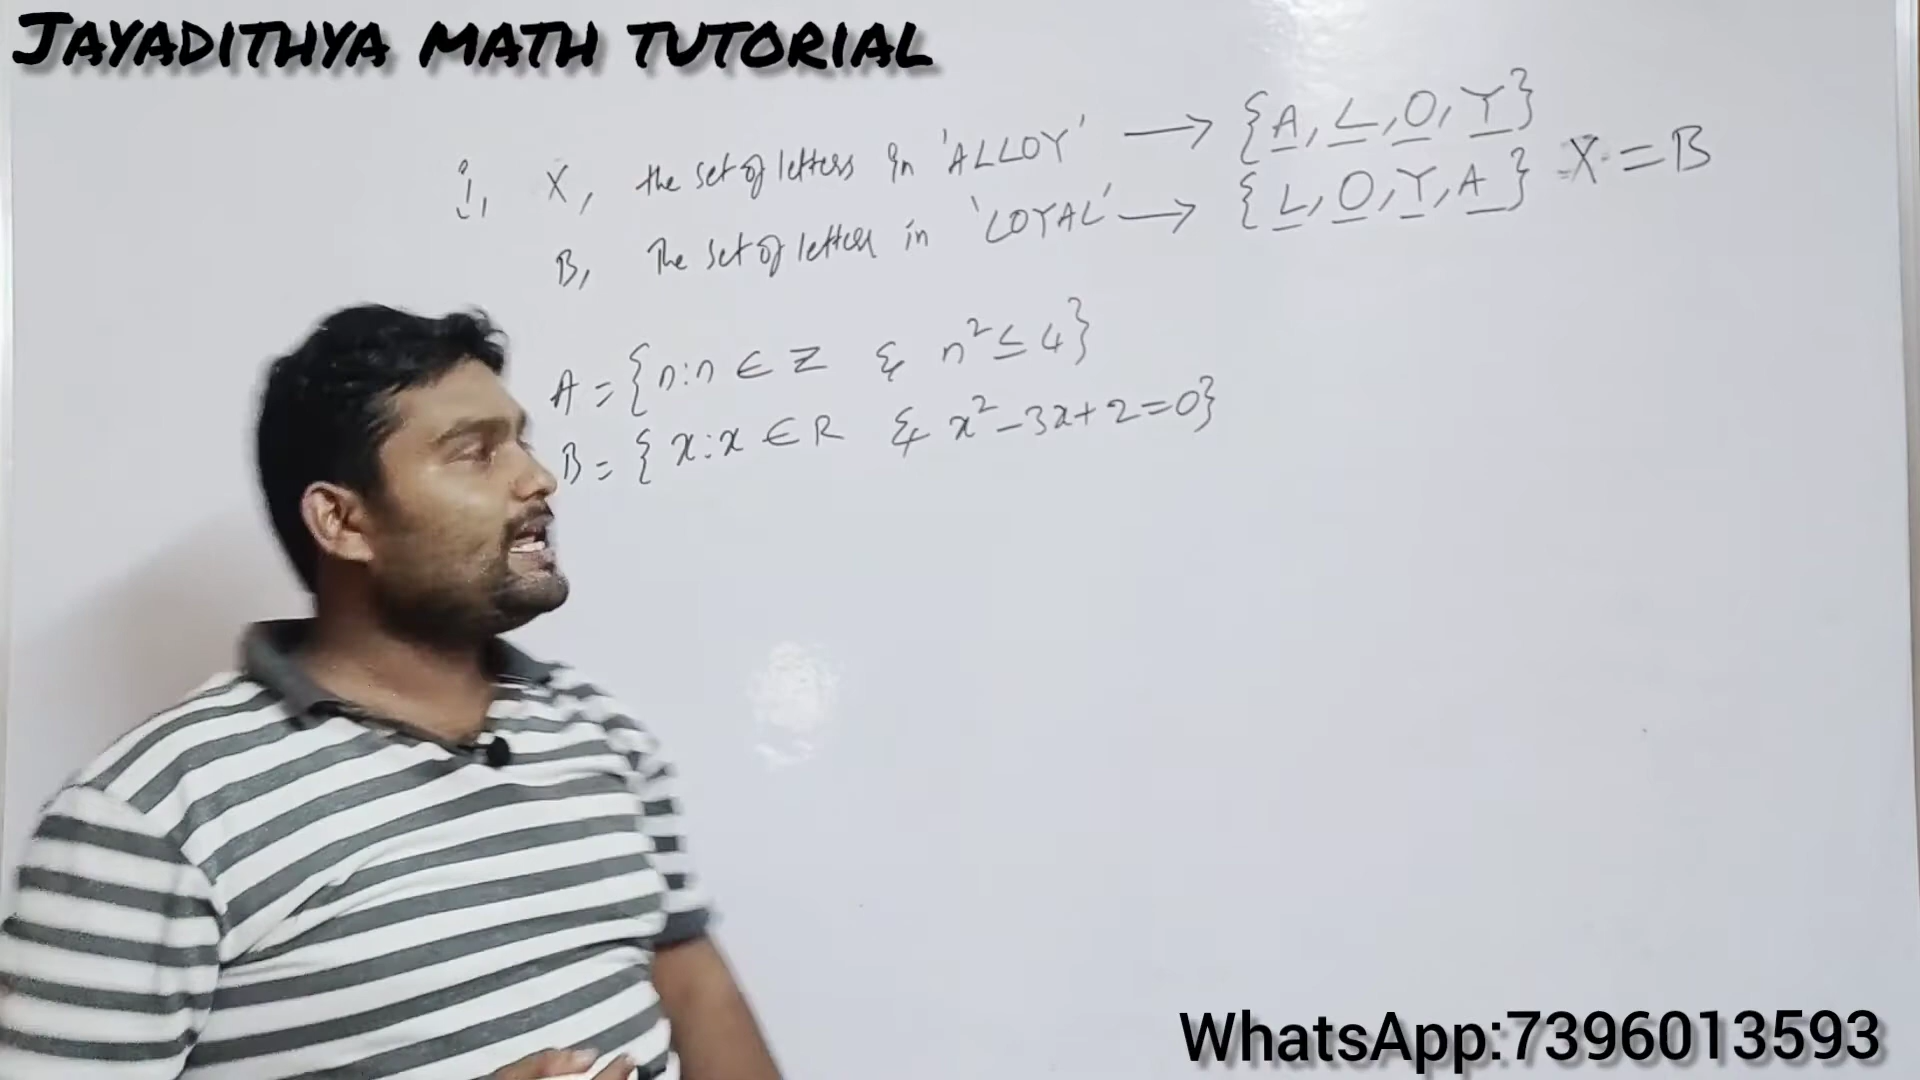 JAYADITHYA MATH TUTORIAL
i, X, the set of letters in 'ALLOY' → {A, L, O, Y}
B, The set of letters in 'LOYAL' → {L, O, Y, A} X = B
A = {n:n ∈ Z & n² ≤ 4}
B = {x:x ∈ R & x² - 3x + 2 = 0}
WhatsApp:7396013593